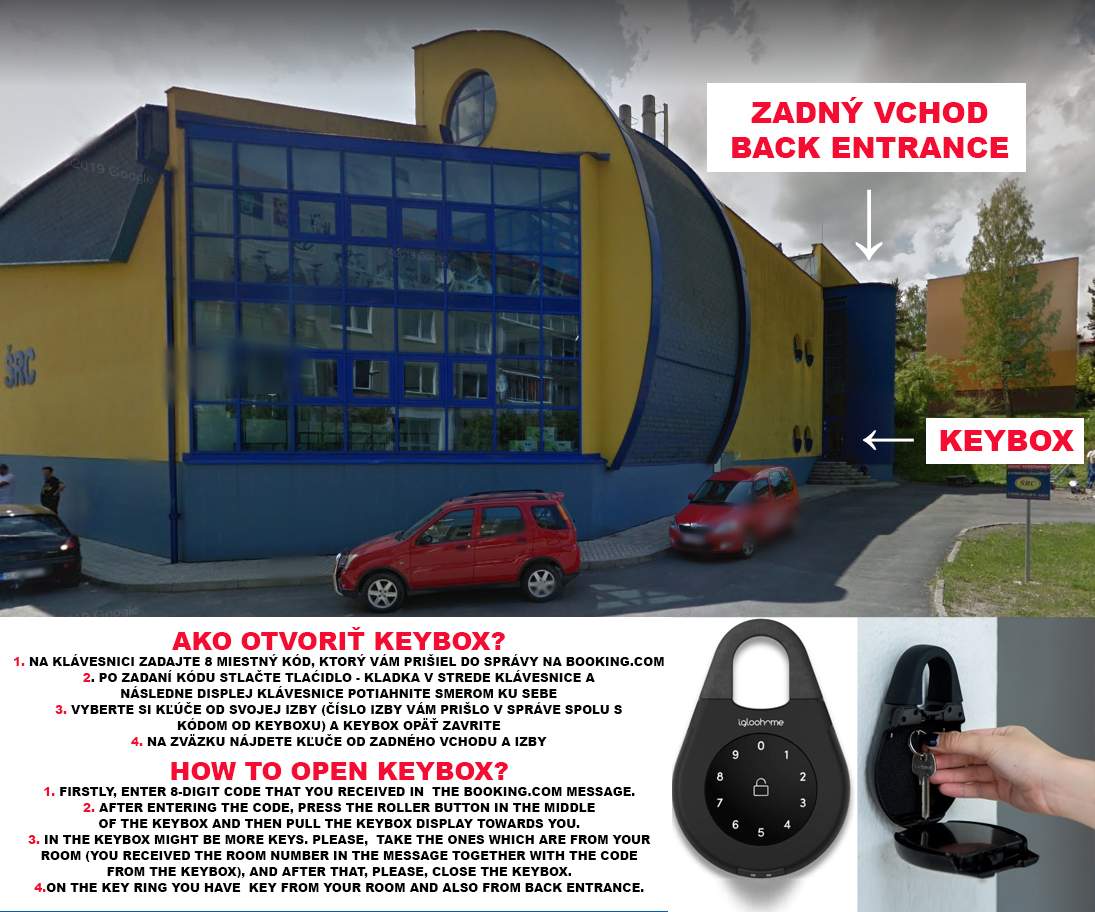 ZADNÝ VCHOD
BACK ENTRANCE
2019 Google
ŠRC
KEYBOX
ŠRC
AKO OTVORIŤ KEYBOX?
1. NA KLÁVESNICI ZADAJTE 8 MIESTNÝ KÓD, KTORÝ VÁM PRIŠIEL DO SPRÁVY NA BOOKING.COM
2. PO ZADANÍ KÓDU STLAČTE TLAĆIDLO - KLADKA V STREDE KLÁVESNICE A
NÁSLEDNE DISPLEJ KLÁVESNICE POTIAHNITE SMEROM KU SEBE
3. VYBERTE SI KĽÚČE OD SVOJEJ IZBY (ČÍSLO IZBY VÁM PRIŠLO V SPRÁVE SPOLU S
KÓDOM OD KEYBOXU) A KEYBOX OPÄŤ ZAVRITE
4. NA ZVÄZKU NÁJDETE KĽUČE OD ZADNÉHO VCHODU A IZBY
HOW TO OPEN KEYBOX?
1. FIRSTLY, ENTER 8-DIGIT CODE THAT YOU RECEIVED IN THE BOOKING.COM MESSAGE.
2. AFTER ENTERING THE CODE, PRESS THE ROLLER BUTTON IN THE MIDDLE
OF THE KEYBOX AND THEN PULL THE KEYBOX DISPLAY TOWARDS YOU.
3. IN THE KEYBOX MIGHT BE MORE KEYS. PLEASE, TAKE THE ONES WHICH ARE FROM YOUR
ROOM (YOU RECEIVED THE ROOM NUMBER IN THE MESSAGE TOGETHER WITH THE CODE
FROM THE KEYBOX), AND AFTER THAT, PLEASE, CLOSE THE KEYBOX.
4.ON THE KEY RING YOU HAVE KEY FROM YOUR ROOM AND ALSO FROM BACK ENTRANCE.
igloohome
0
9 1
8 2
7 3
6 4
5